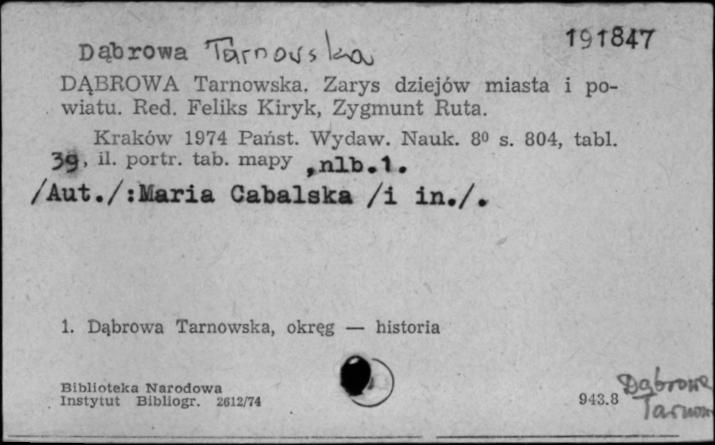 191847
Dąbrowa Tarnowska
DĄBROWA Tarnowska. Zarys dziejów miasta i po-
wiatu. Red. Feliks Kiryk, Zygmunt Ruta.
Kraków 1974 Państ. Wydaw. Nauk. 8⁰ s. 804, tabl.
39, il. portr. tab. mapy ,nlb.1.
/Aut./:Maria Cabalska /i in./.
1. Dąbrowa Tarnowska, okręg — historia
Biblioteka Narodowa
Instytut Bibliogr. 2612/74
943.8
Dąbrowa
Tarnow